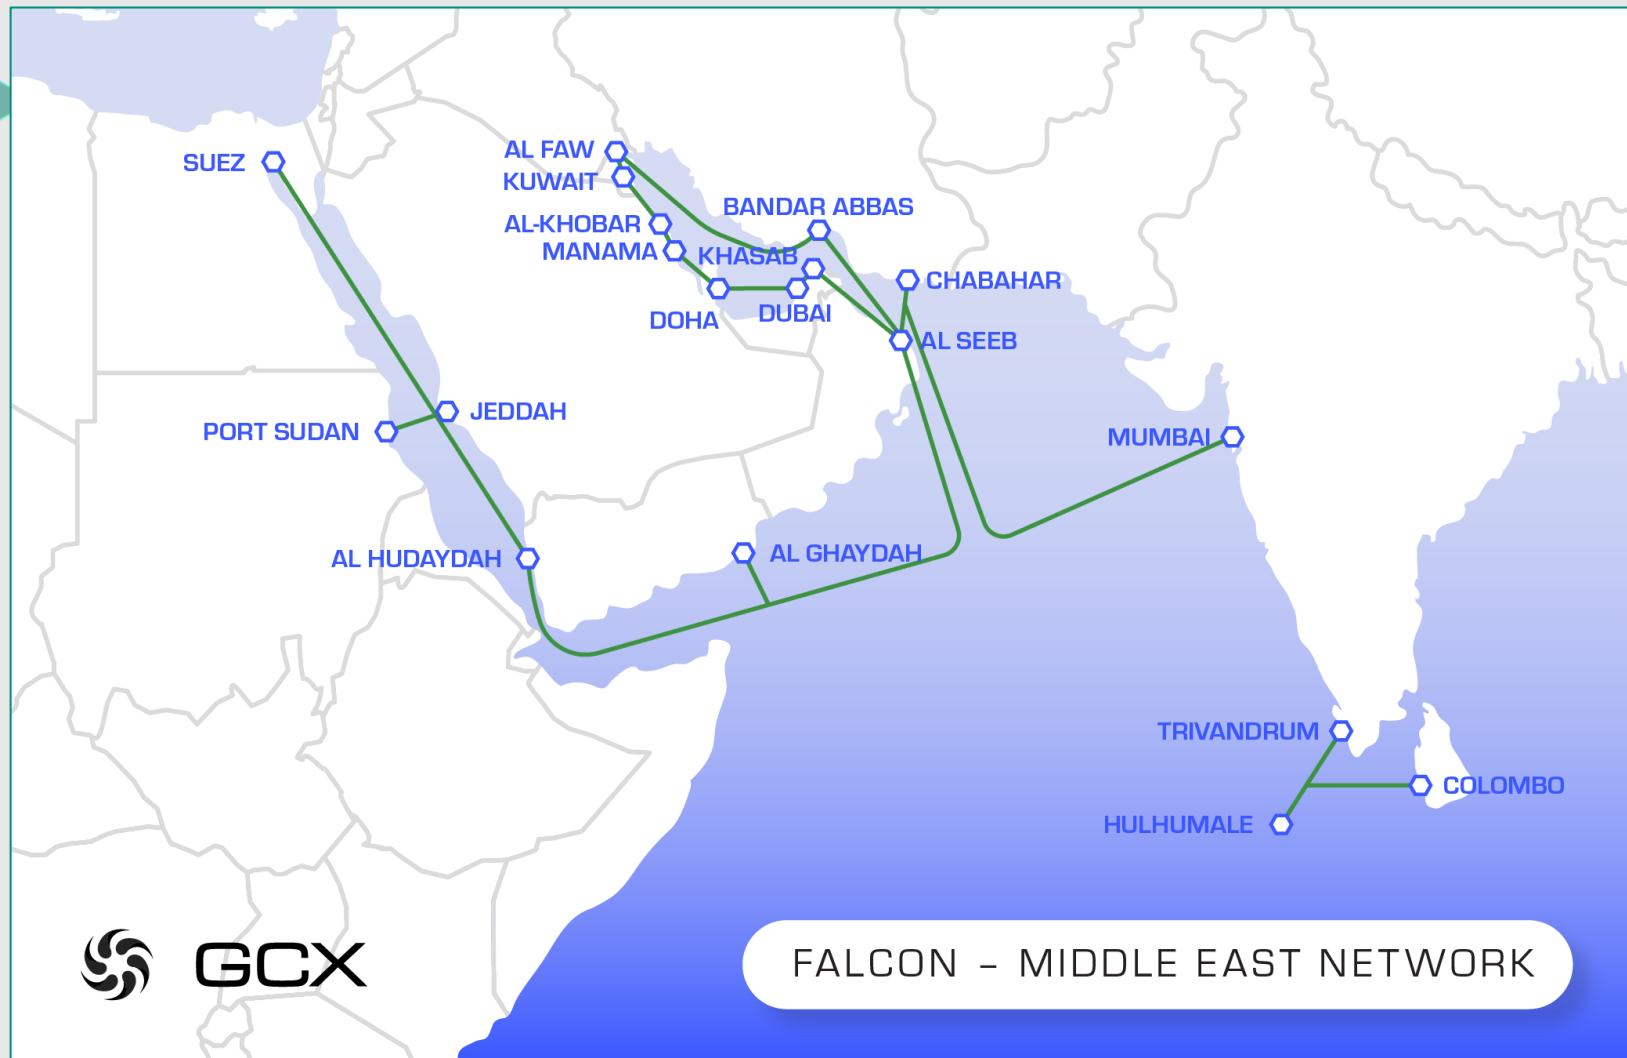 SUEZ
AL FAW
KUWAIT
BANDAR ABBAS
AL-KHOBAR
MANAMA
KHASAB
CHABAHAR
DOHA
DUBAI
AL SEEB
JEDDAH
PORT SUDAN
MUMBAI
AL HUDAYDAH
AL GHAYDAH
TRIVANDRUM
COLOMBO
HULHUMALE
GCX
FALCON – MIDDLE EAST NETWORK